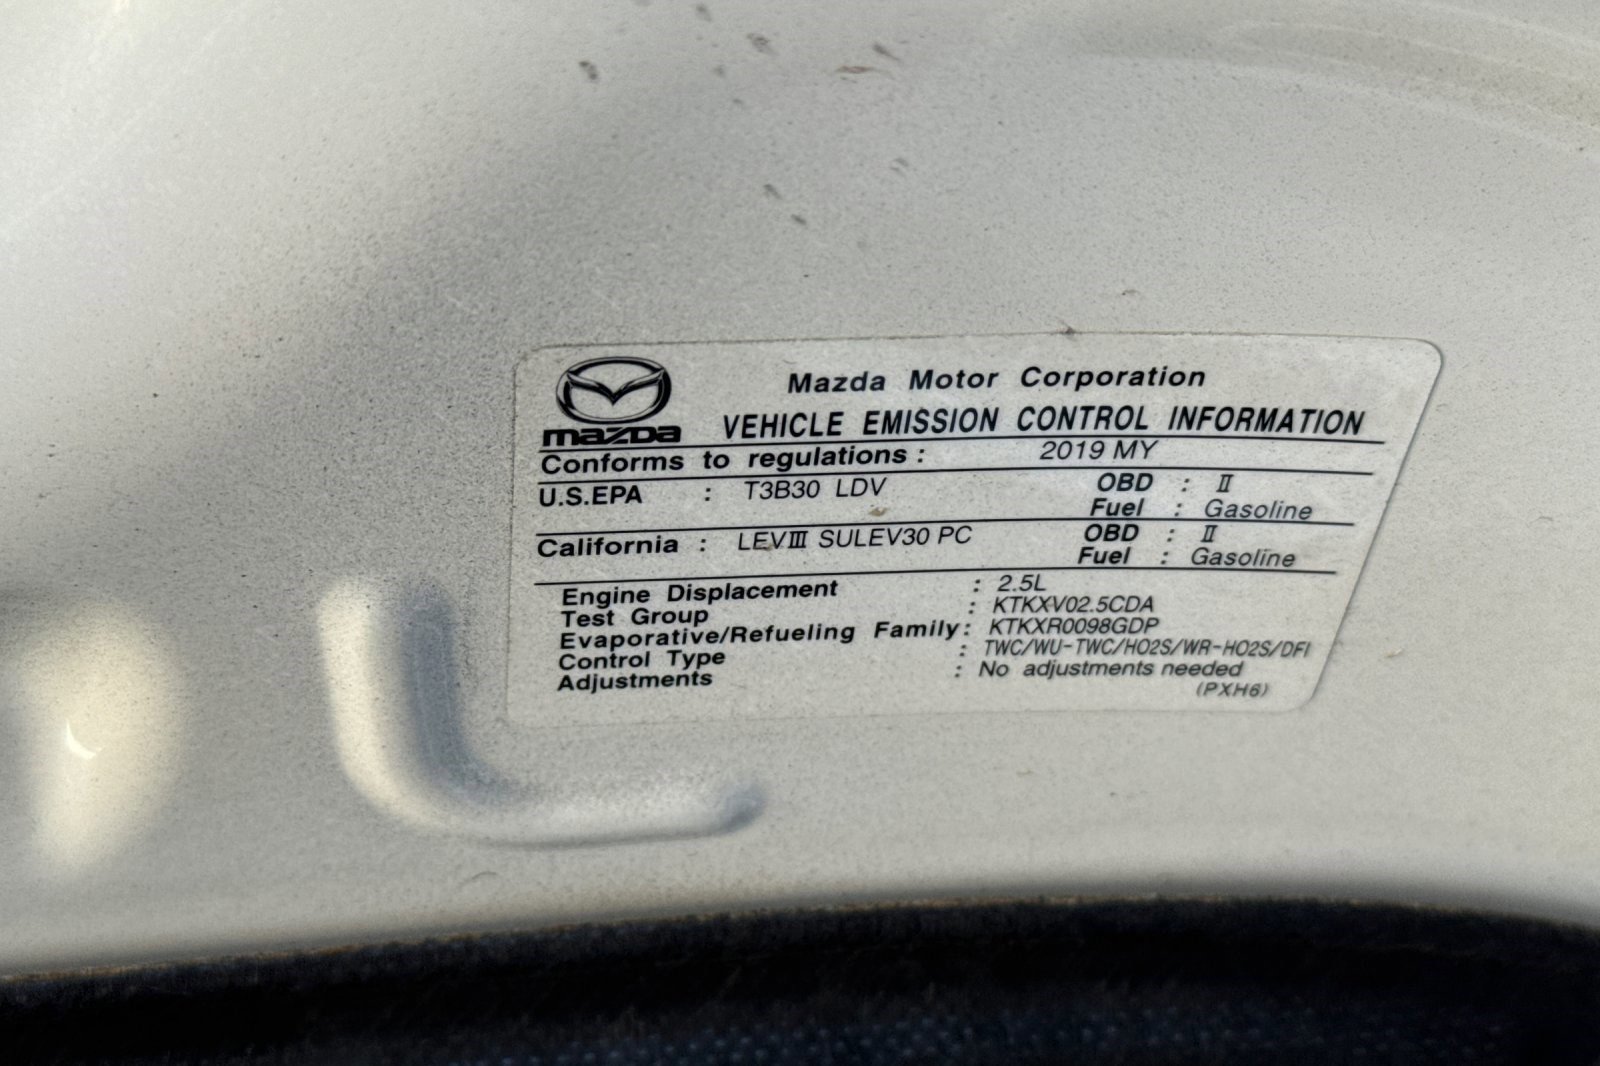 mazda
Mazda Motor Corporation
VEHICLE EMISSION CONTROL INFORMATION
Conforms to regulations : 2019 MY
U.S.EPA : T3B30 LDV OBD : II
Fuel : Gasoline
California : LEVIII SULEV30 PC OBD : II
Fuel : Gasoline
Engine Displacement : 2.5L
Test Group : KTKXV02.5CDA
Evaporative/Refueling Family : KTKXR0098GDP
Control Type : TWC/WU-TWC/HO2S/WR-HO2S/DFI
Adjustments : No adjustments needed
(PXH6)